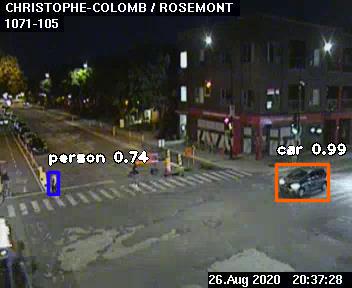 CHRISTOPHE-COLOMB / ROSEMONT
1071-105
person 0.74
car 0.99
26.Aug 2020 20:37:28